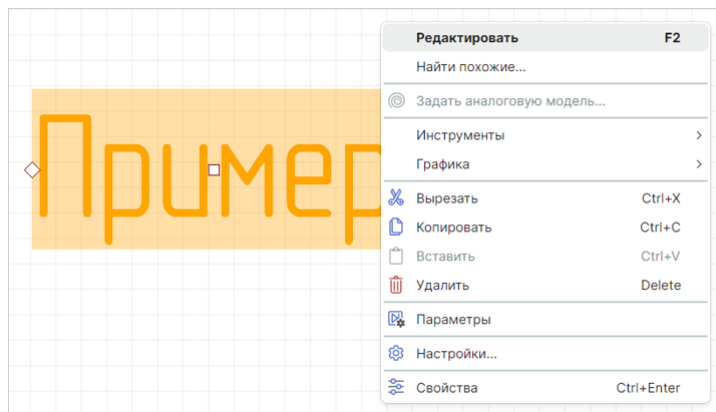 Пример
Редактировать F2
Найти похожие...
Задать аналоговую модель...
Инструменты
Графика
Вырезать Ctrl+X
Копировать Ctrl+C
Вставить Ctrl+V
Удалить Delete
Параметры
Настройки...
Свойства Ctrl+Enter